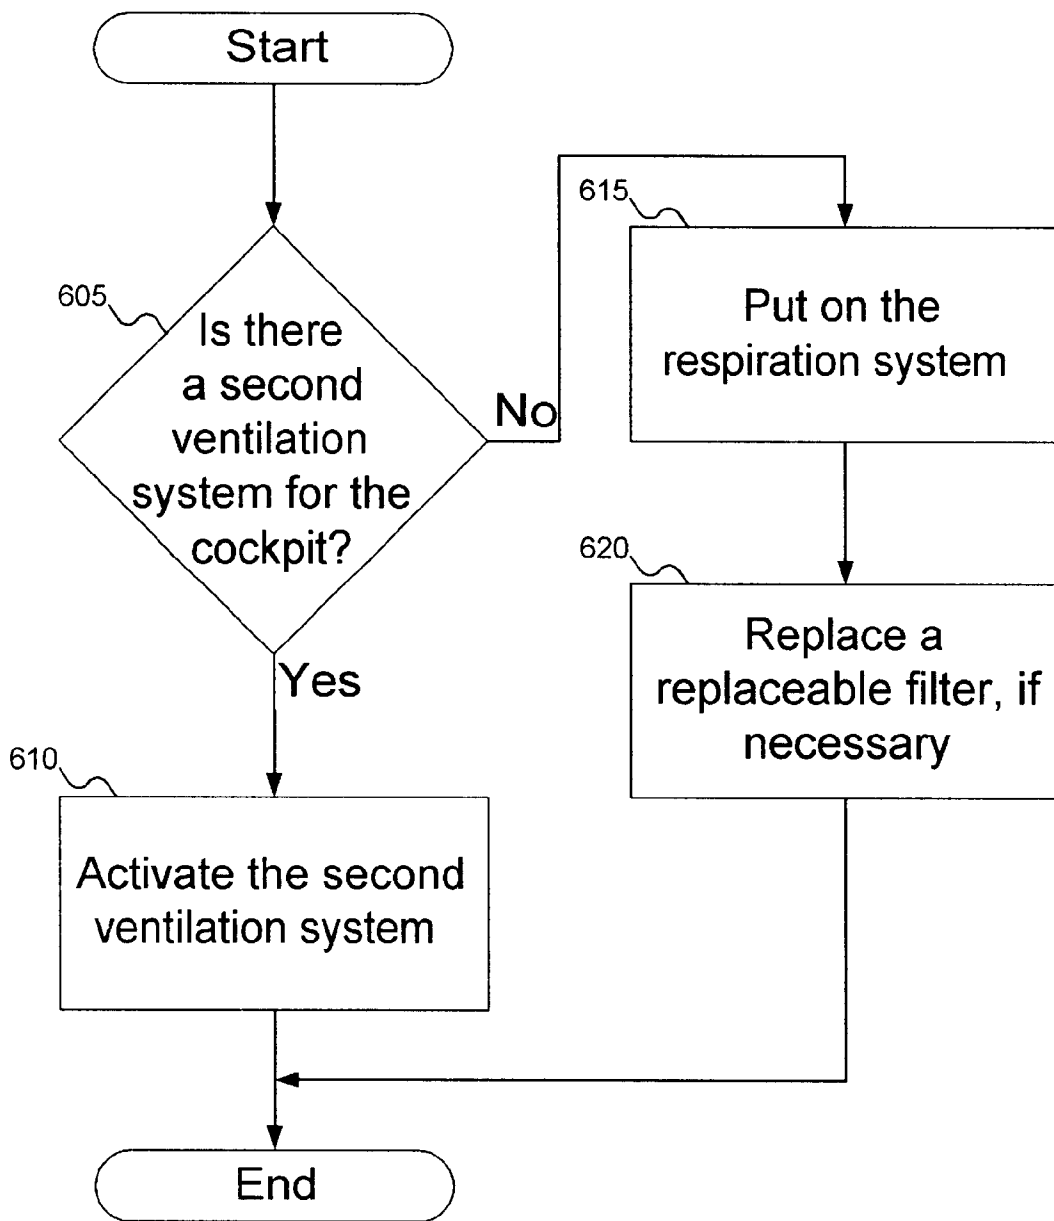 Start
605
Is there
a second
ventilation
system for the
cockpit?
No
Yes
610
Activate the second
ventilation system
615
Put on the
respiration system
620
Replace a
replaceable filter, if
necessary
End